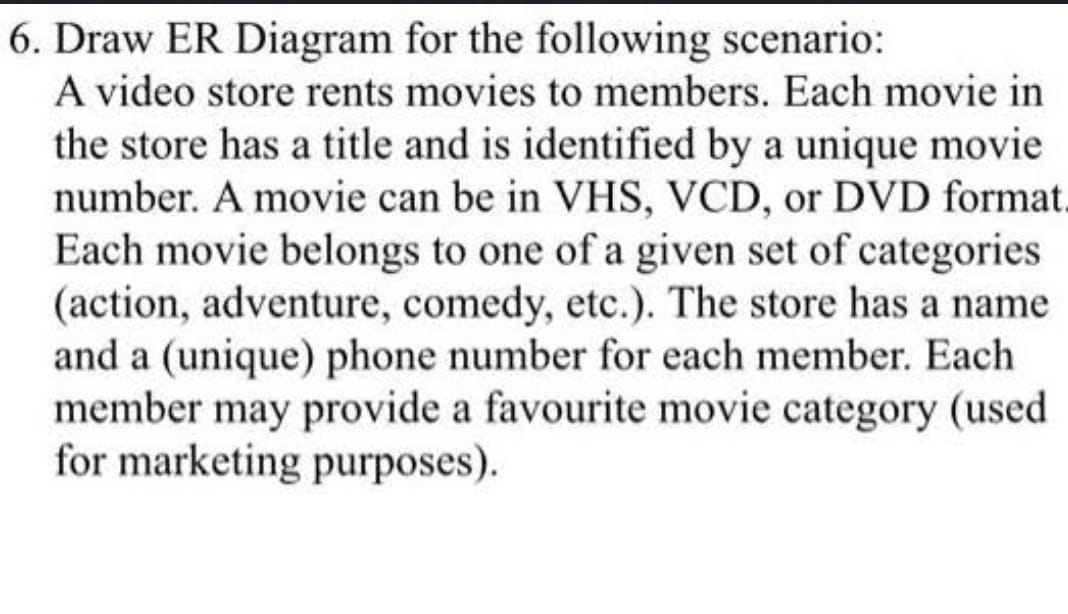 6. Draw ER Diagram for the following scenario:
A video store rents movies to members. Each movie in
the store has a title and is identified by a unique movie
number. A movie can be in VHS, VCD, or DVD format.
Each movie belongs to one of a given set of categories
(action, adventure, comedy, etc.). The store has a name
and a (unique) phone number for each member. Each
member may provide a favourite movie category (used
for marketing purposes).